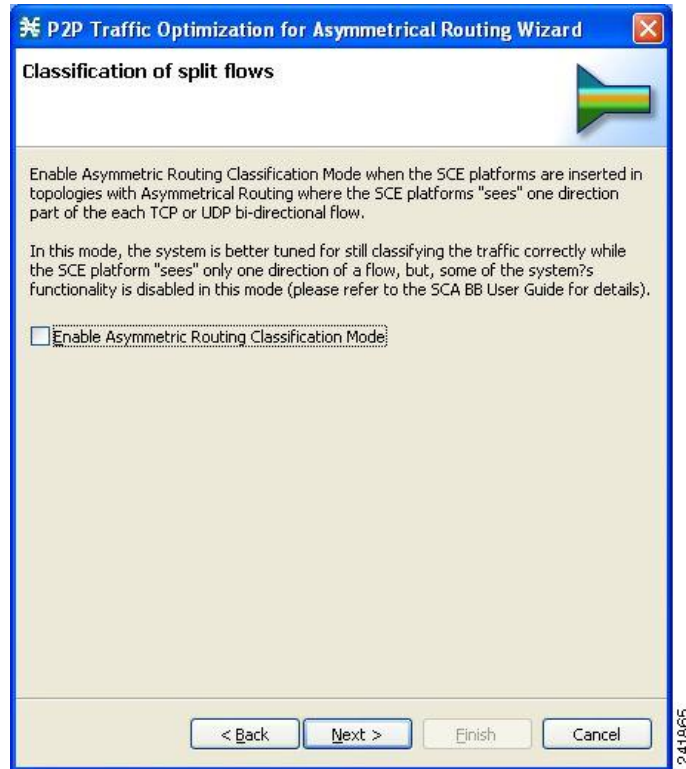 P2P Traffic Optimization for Asymmetrical Routing Wizard
Classification of split flows
Enable Asymmetric Routing Classification Mode when the SCE platforms are inserted in
topologies with Asymmetrical Routing where the SCE platforms "sees" one direction
part of the each TCP or UDP bi-directional flow.
In this mode, the system is better tuned for still classifying the traffic correctly while
the SCE platform "sees" only one direction of a flow, but, some of the system?s
functionality is disabled in this mode (please refer to the SCA BB User Guide for details).
Enable Asymmetric Routing Classification Mode
< Back Next > Finish Cancel
241A65